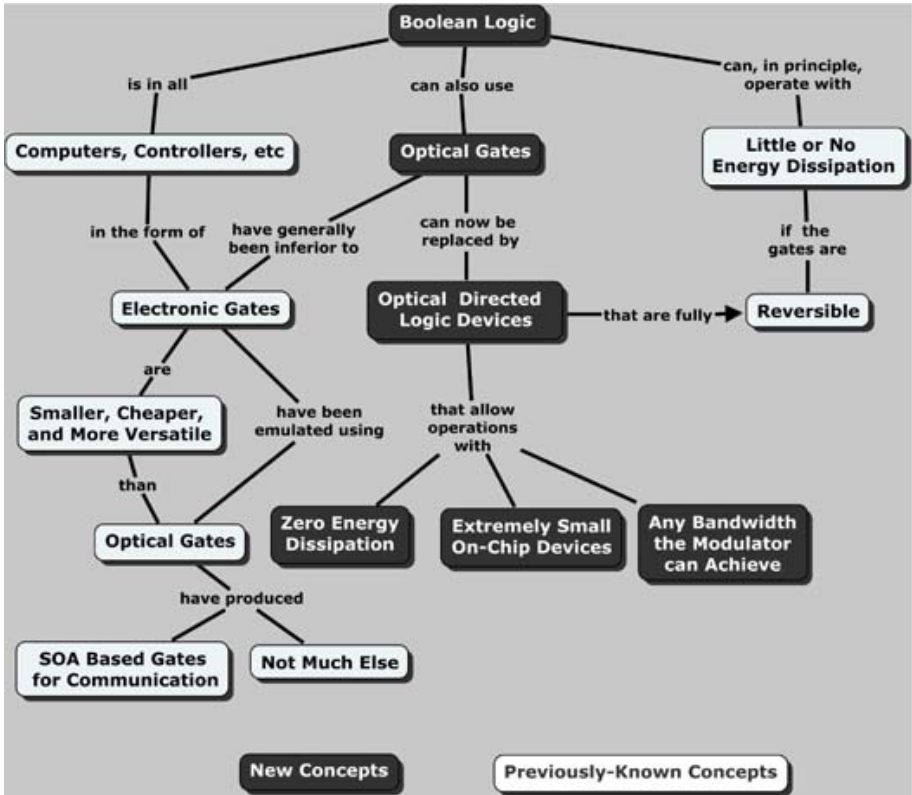 Boolean Logic
is in all
can also use
can, in principle,
operate with
Computers, Controllers, etc
Optical Gates
Little or No
Energy Dissipation
in the form of
have generally
been inferior to
can now be
replaced by
if the
gates are
Electronic Gates
Optical Directed
Logic Devices
that are fully
Reversible
are
Smaller, Cheaper,
and More Versatile
have been
emulated using
that allow
operations
with
than
Optical Gates
Zero Energy
Dissipation
Extremely Small
On-Chip Devices
Any Bandwidth
the Modulator
can Achieve
have produced
SOA Based Gates
for Communication
Not Much Else
New Concepts
Previously-Known Concepts